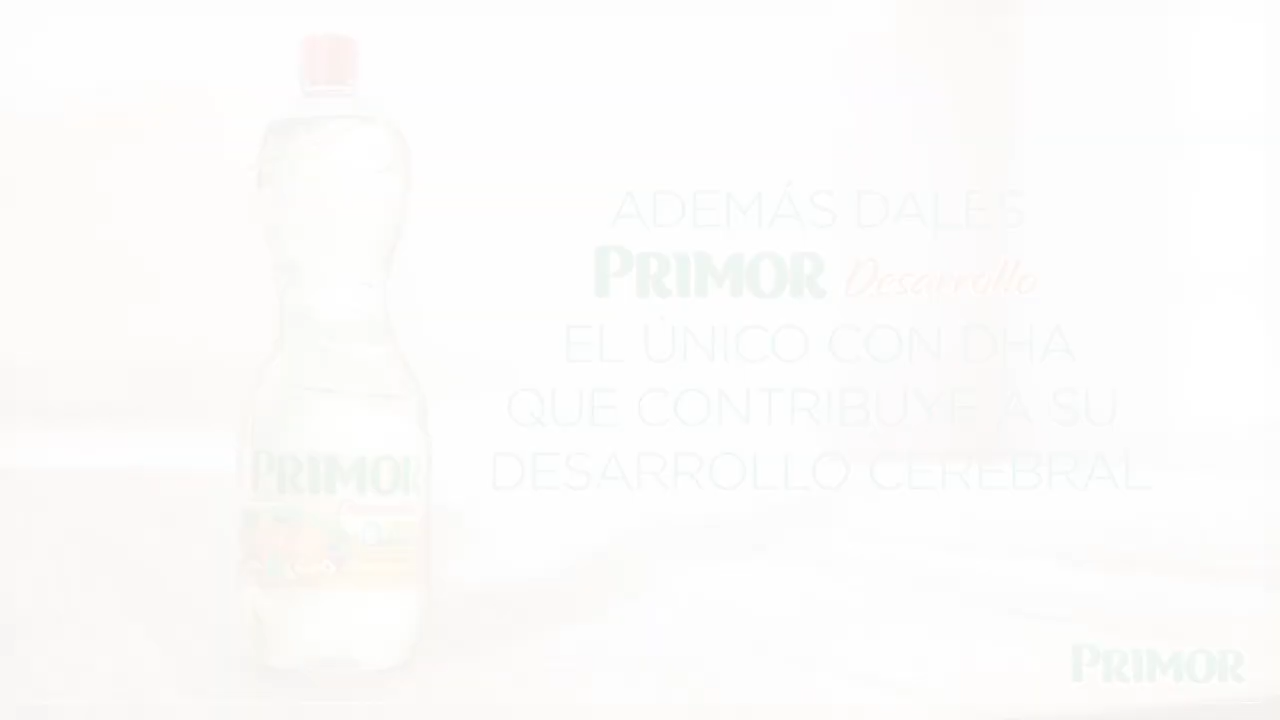 ADEMÁS DALES
PRIMOR Desarrollo
EL ÚNICO CON DHA
QUE CONTRIBUYE A SU
DESARROLLO CEREBRAL
PRIMOR
PRIMOR